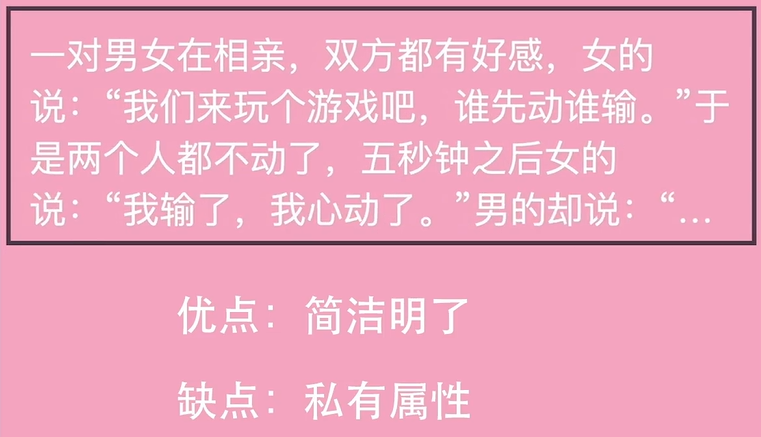 一对男女在相亲，双方都有好感，女的
说：“我们来玩个游戏吧，谁先动谁输。”于
是两个人都不动了，五秒钟之后女的
说：“我输了，我心动了。”男的却说：“...
优点：简洁明了
缺点：私有属性